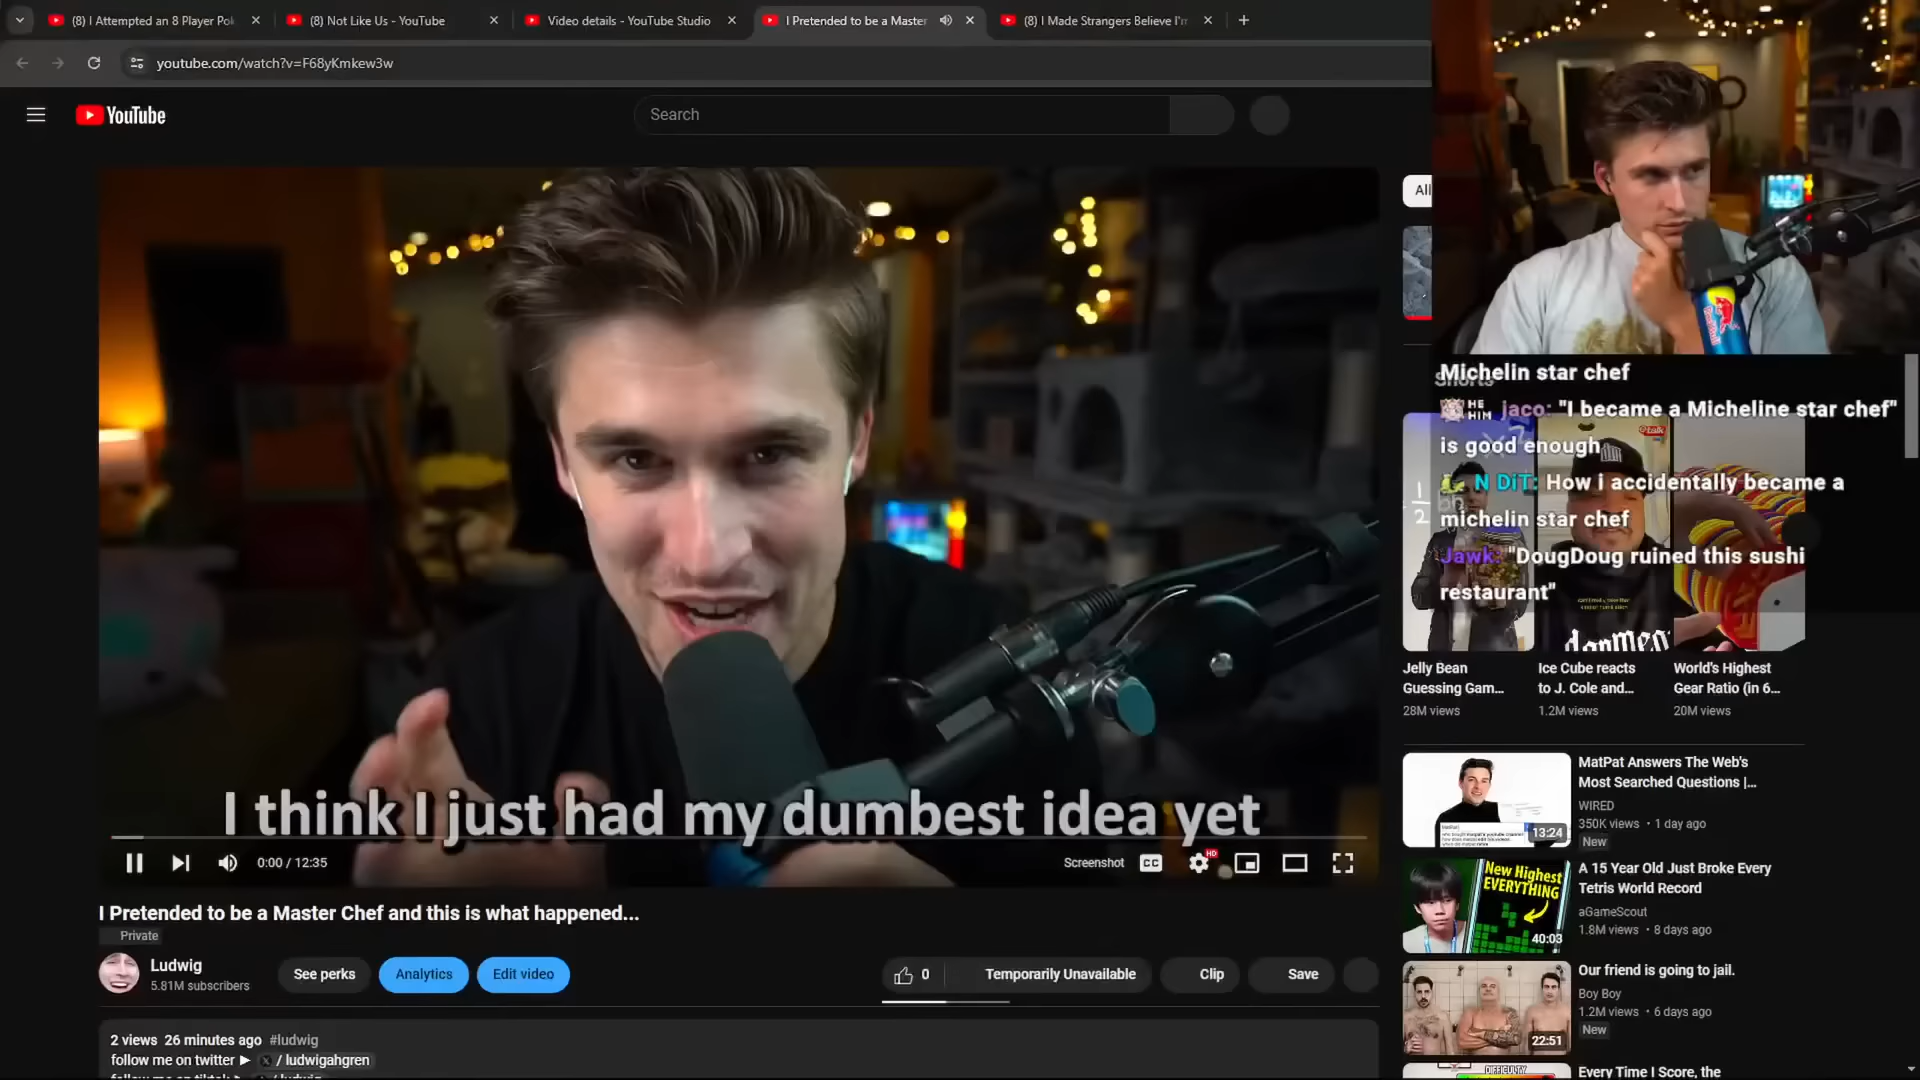 (8) I Attempted an 8 Player Pok
(8) Not Like Us - YouTube
Video details - YouTube Studio
I Pretended to be a Master
(8) I Made Strangers Believe I'm
youtube.com/watch?v=F68yKmkew3w
YouTube
Search
All
I think I just had my dumbest idea yet
0:00 / 12:35
Screenshot
CC
HD
I Pretended to be a Master Chef and this is what happened...
Private
Ludwig
5.81M subscribers
See perks
Analytics
Edit video
0
Temporarily Unavailable
Clip
Save
2 views 26 minutes ago #ludwig
follow me on twitter ► / ludwigahgren
RedBull
Michelin star chef
Shorts
HE HIM jaco: "I became a Micheline star chef"
is good enough
N DiT: How i accidentally became a
michelin star chef
Jawk: "DougDoug ruined this sushi
restaurant"
Jelly Bean
Guessing Gam...
28M views
Ice Cube reacts
to J. Cole and...
1.2M views
World's Highest
Gear Ratio (in 6...
20M views
13:24
MatPat Answers The Web's
Most Searched Questions |...
WIRED
350K views • 1 day ago
New
New Highest
EVERYTHING
40:03
A 15 Year Old Just Broke Every
Tetris World Record
aGameScout
1.8M views • 8 days ago
22:51
Our friend is going to jail.
Boy Boy
1.2M views • 6 days ago
New
DIFFICULTY
Every Time I Score, the